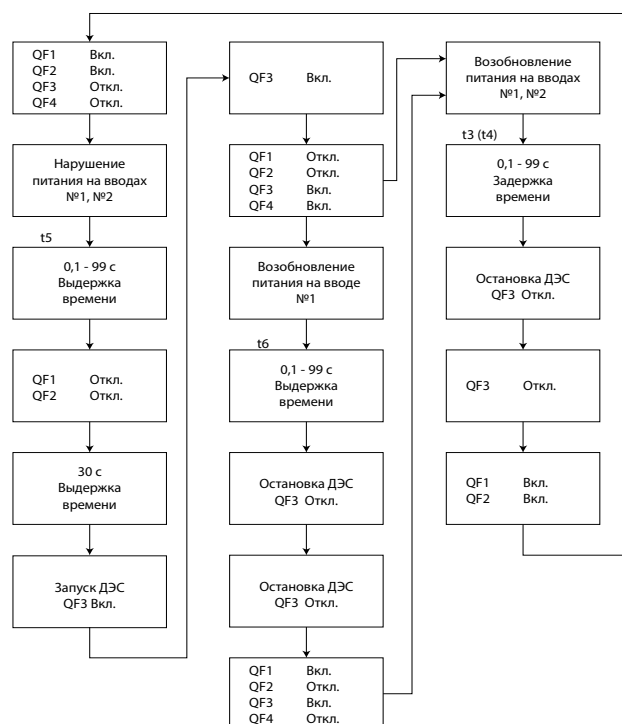 QF1 Вкл.
QF2 Вкл.
QF3 Откл.
QF4 Откл.
Нарушение
питания на вводах
№1, №2
t5
0,1 - 99 с
Выдержка
времени
QF1 Откл.
QF2 Откл.
30 с
Выдержка
времени
Запуск ДЭС
QF3 Вкл.
QF3 Вкл.
QF1 Откл.
QF2 Откл.
QF3 Вкл.
QF4 Вкл.
Возобновление
питания на вводе
№1
t6
0,1 - 99 с
Выдержка
времени
Остановка ДЭС
QF3 Откл.
Остановка ДЭС
QF3 Откл.
QF1 Вкл.
QF2 Откл.
QF3 Вкл.
QF4 Откл.
Возобновление
питания на вводах
№1, №2
t3 (t4)
0,1 - 99 с
Задержка
времени
Остановка ДЭС
QF3 Откл.
QF3 Откл.
QF1 Вкл.
QF2 Вкл.